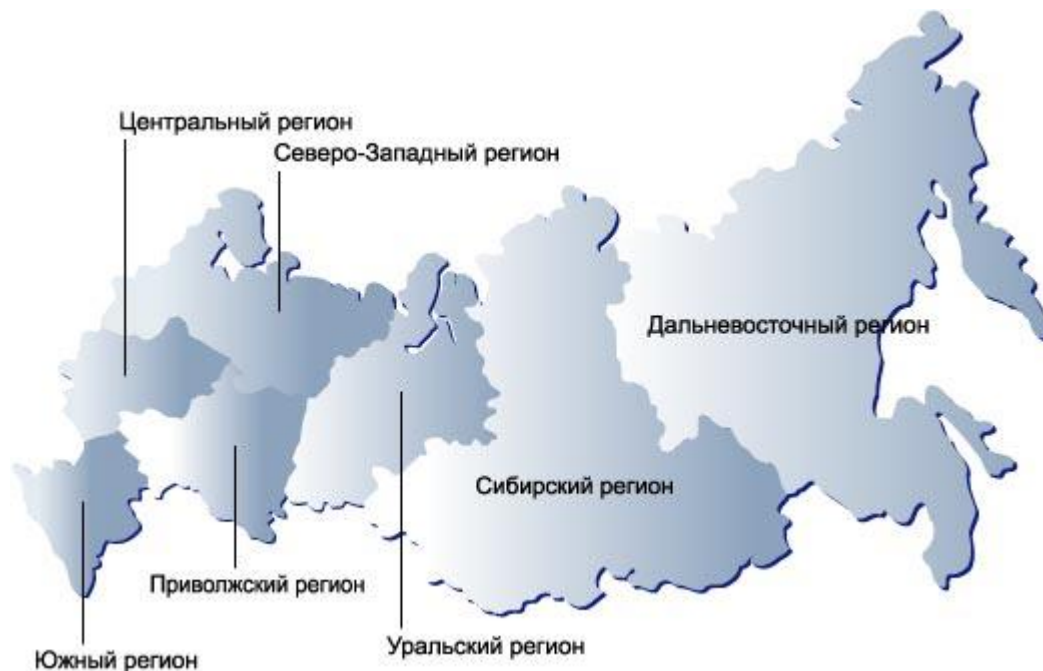 Центральный регион
Северо-Западный регион
Дальневосточный регион
Сибирский регион
Приволжский регион
Уральский регион
Южный регион